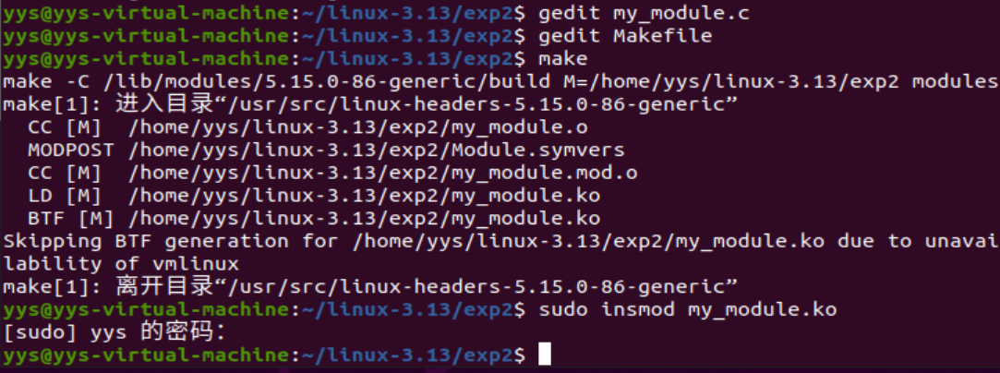 yys@yys-virtual-machine:~/linux-3.13/exp2$ gedit my_module.c
yys@yys-virtual-machine:~/linux-3.13/exp2$ gedit Makefile
yys@yys-virtual-machine:~/linux-3.13/exp2$ make
make -C /lib/modules/5.15.0-86-generic/build M=/home/yys/linux-3.13/exp2 modules
make[1]: 进入目录“/usr/src/linux-headers-5.15.0-86-generic”
  CC [M]  /home/yys/linux-3.13/exp2/my_module.o
  MODPOST /home/yys/linux-3.13/exp2/Module.symvers
  CC [M]  /home/yys/linux-3.13/exp2/my_module.mod.o
  LD [M]  /home/yys/linux-3.13/exp2/my_module.ko
  BTF [M] /home/yys/linux-3.13/exp2/my_module.ko
Skipping BTF generation for /home/yys/linux-3.13/exp2/my_module.ko due to unavai
lability of vmlinux
make[1]: 离开目录“/usr/src/linux-headers-5.15.0-86-generic”
yys@yys-virtual-machine:~/linux-3.13/exp2$ sudo insmod my_module.ko
[sudo] yys 的密码：
yys@yys-virtual-machine:~/linux-3.13/exp2$